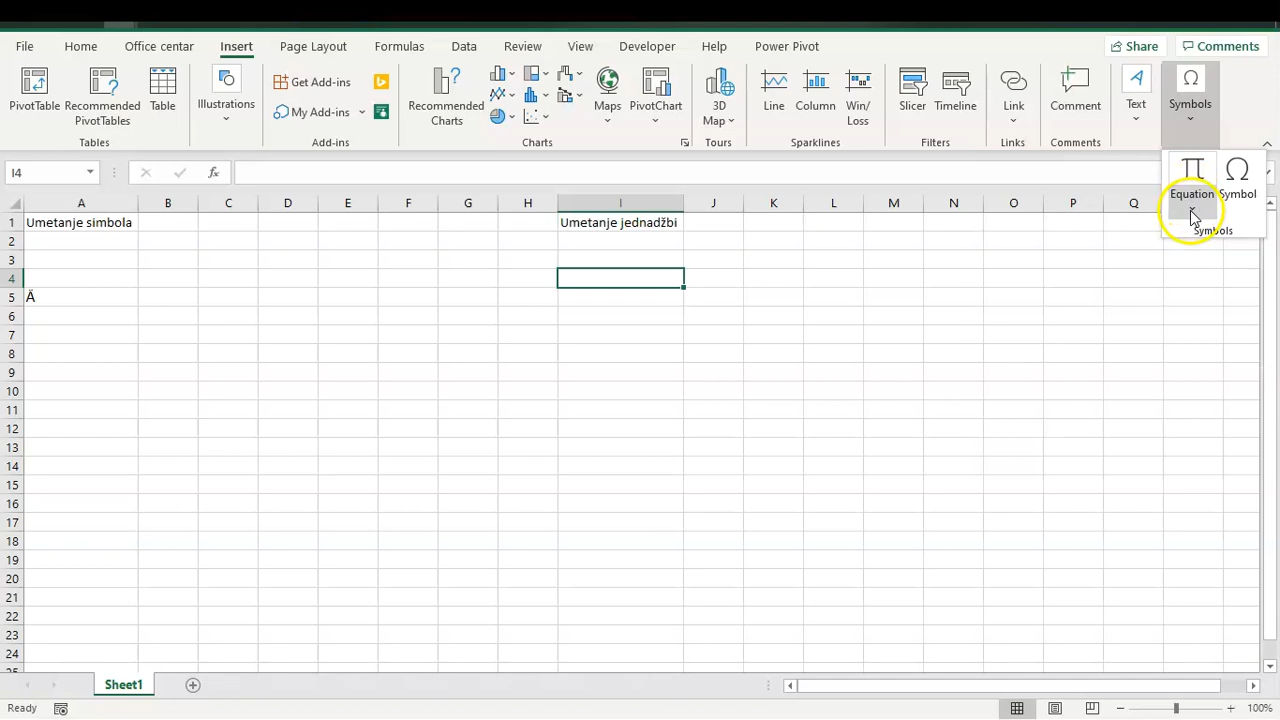 File Home Office centar Insert Page Layout Formulas Data Review View Developer Help Power Pivot Share Comments
PivotTable Recommended PivotTables Table Illustrations Get Add-ins My Add-ins Recommended Charts Maps PivotChart 3D Map Line Column Win/ Loss Slicer Timeline Link Comment Text Symbols
Tables Add-ins Charts Tours Sparklines Filters Links Comments
Equation Symbol
Symbols
I4 fx
A B C D E F G H I J K L M N O P Q
1 Umetanje simbola Umetanje jednadžbi
2
3
4
5 Ä
6
7
8
9
10
11
12
13
14
15
16
17
18
19
20
21
22
23
24
25
Sheet1
Ready 100%